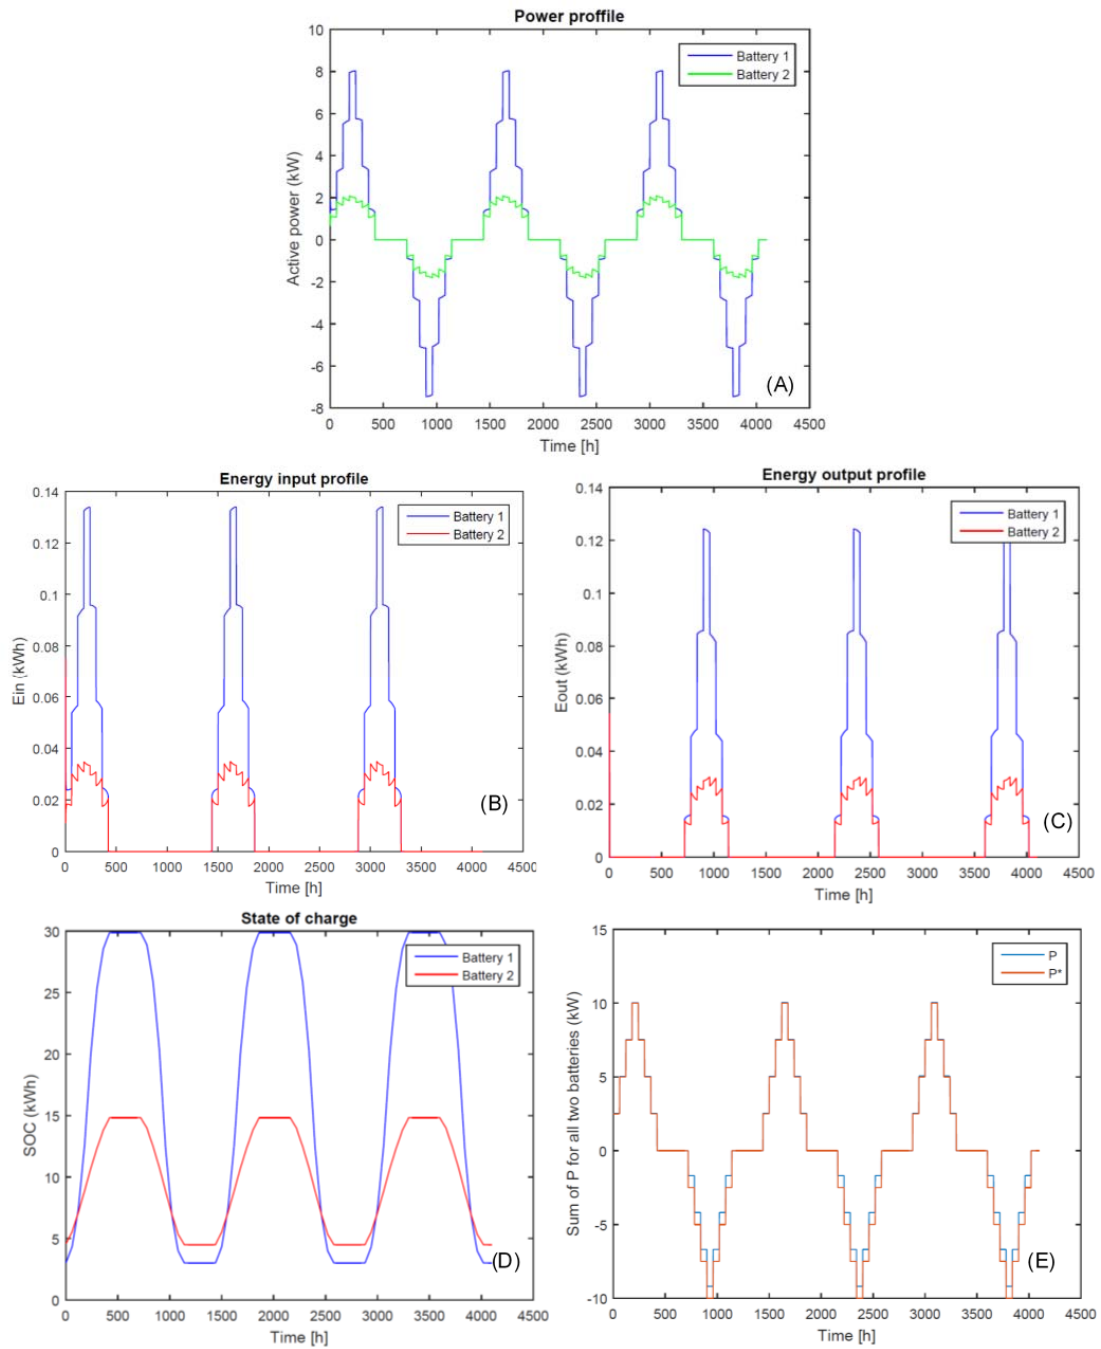 Power proffile
10
8
6
4
2
0
-2
-4
-6
-8
Active power (kW)
Battery 1
Battery 2
(A)
0 500 1000 1500 2000 2500 3000 3500 4000 4500
Time [h]
Energy input profile
0.14
0.12
0.1
0.08
0.06
0.04
0.02
0
Ein (kWh)
Battery 1
Battery 2
(B)
0 500 1000 1500 2000 2500 3000 3500 4000 4500
Time [h]
Energy output profile
0.14
0.12
0.1
0.08
0.06
0.04
0.02
0
Eout (kWh)
Battery 1
Battery 2
(C)
0 500 1000 1500 2000 2500 3000 3500 4000 4500
Time [h]
State of charge
30
25
20
15
10
5
0
SOC (kWh)
Battery 1
Battery 2
(D)
0 500 1000 1500 2000 2500 3000 3500 4000 4500
Time [h]
15
10
5
0
-5
-10
Sum of P for all two batteries (kW)
P
P*
(E)
0 500 1000 1500 2000 2500 3000 3500 4000 4500
Time [h]